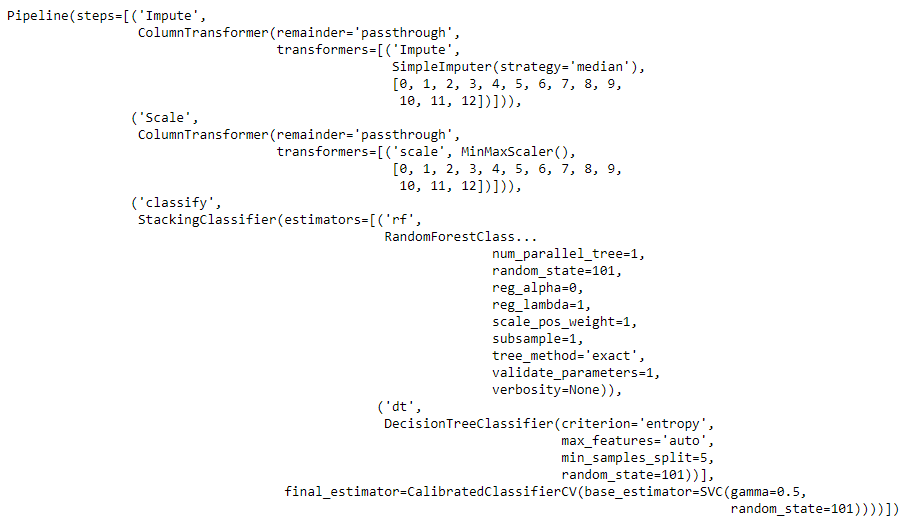 Pipeline(steps=[('Impute',
ColumnTransformer(remainder='passthrough',
transformers=[('Impute',
SimpleImputer(strategy='median'),
[0, 1, 2, 3, 4, 5, 6, 7, 8, 9,
10, 11, 12])])),
('Scale',
ColumnTransformer(remainder='passthrough',
transformers=[('scale', MinMaxScaler(),
[0, 1, 2, 3, 4, 5, 6, 7, 8, 9,
10, 11, 12])])),
('classify',
StackingClassifier(estimators=[('rf',
RandomForestClass...
num_parallel_tree=1,
random_state=101,
reg_alpha=0,
reg_lambda=1,
scale_pos_weight=1,
subsample=1,
tree_method='exact',
validate_parameters=1,
verbosity=None)),
('dt',
DecisionTreeClassifier(criterion='entropy',
max_features='auto',
min_samples_split=5,
random_state=101))],
final_estimator=CalibratedClassifierCV(base_estimator=SVC(gamma=0.5,
random_state=101))))])